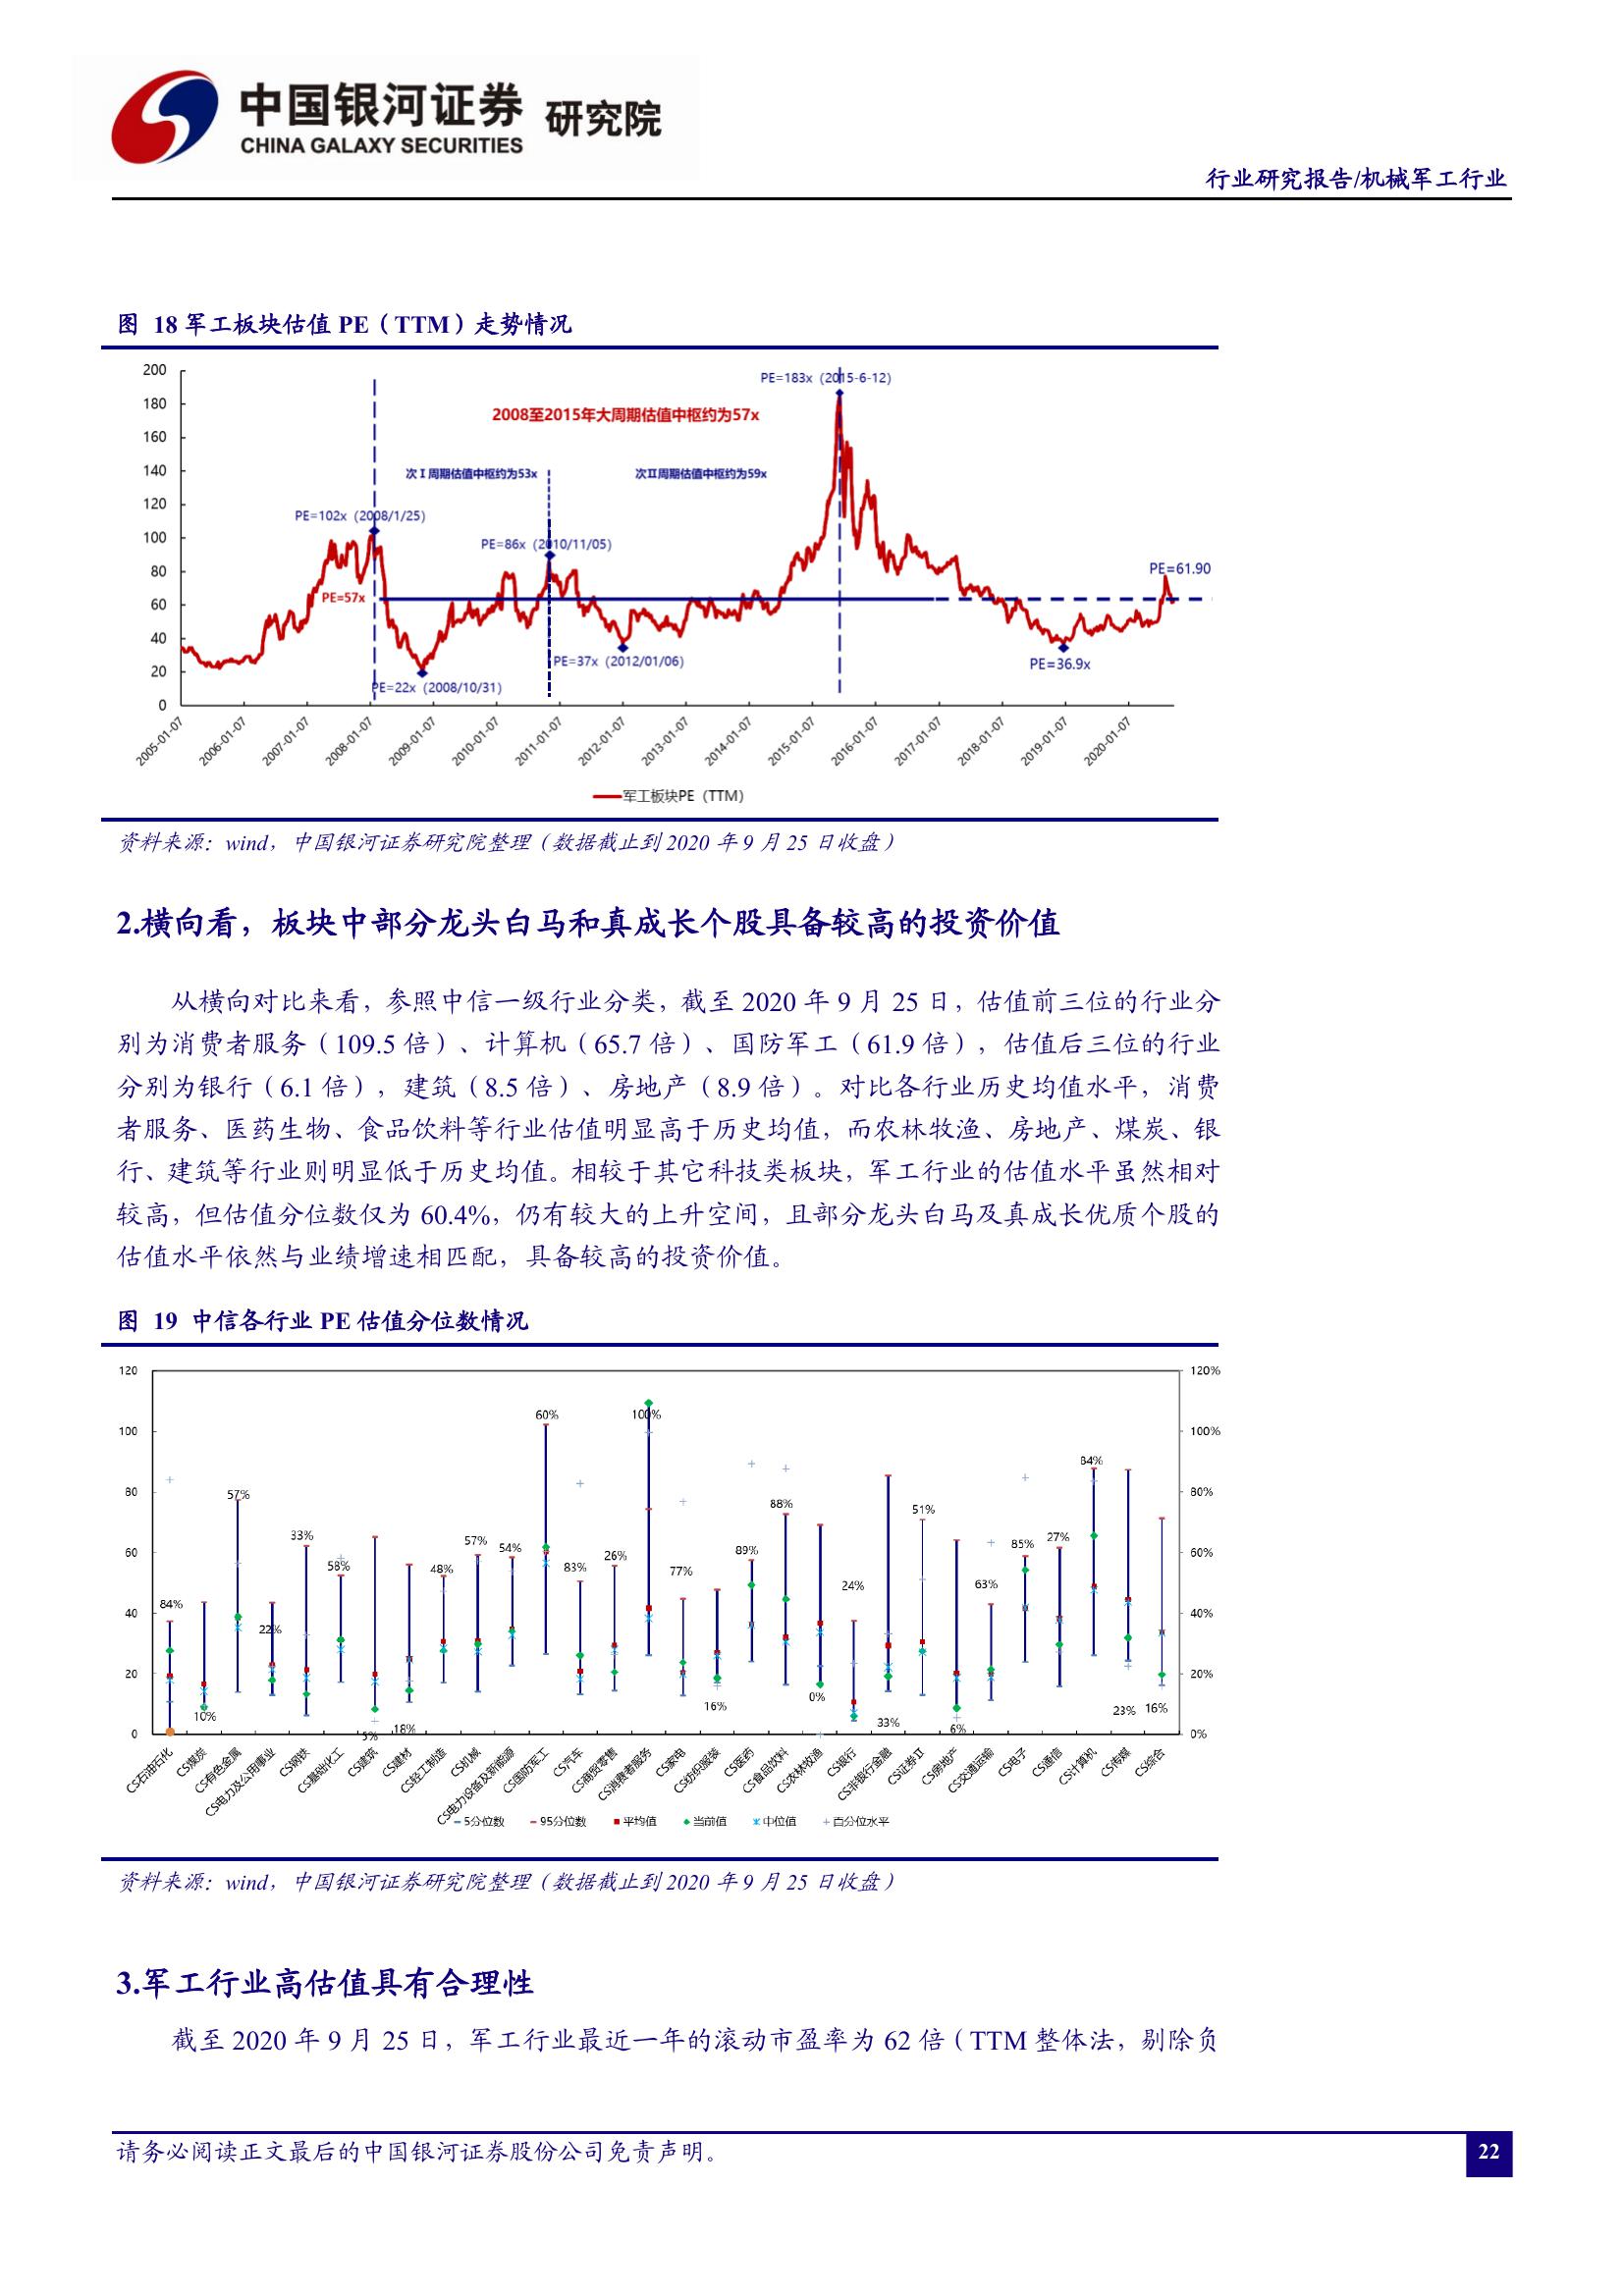 中国银河证券 研究院
CHINA GALAXY SECURITIES
行业研究报告/机械军工行业
图 18 军工板块估值 PE（TTM）走势情况
200
180
160
140
120
100
80
60
40
20
0
PE=183x（2015-6-12）
2008至2015年大周期估值中枢约为57x
次Ⅰ周期估值中枢约为53x
次Ⅱ周期估值中枢约为59x
PE=102x（2008/1/25）
PE=86x（2010/11/05）
PE=61.90
PE=57x
PE=37x（2012/01/06）
PE=36.9x
PE=22x（2008/10/31）
2005-01-07
2006-01-07
2007-01-07
2008-01-07
2009-01-07
2010-01-07
2011-01-07
2012-01-07
2013-01-07
2014-01-07
2015-01-07
2016-01-07
2017-01-07
2018-01-07
2019-01-07
2020-01-07
军工板块PE（TTM）
资料来源：wind，中国银河证券研究院整理（数据截止到 2020 年 9 月 25 日收盘）
2.横向看，板块中部分龙头白马和真成长个股具备较高的投资价值
从横向对比来看，参照中信一级行业分类，截至 2020 年 9 月 25 日，估值前三位的行业分
别为消费者服务（109.5 倍）、计算机（65.7 倍）、国防军工（61.9 倍），估值后三位的行业
分别为银行（6.1 倍），建筑（8.5 倍）、房地产（8.9 倍）。对比各行业历史均值水平，消费
者服务、医药生物、食品饮料等行业估值明显高于历史均值，而农林牧渔、房地产、煤炭、银
行、建筑等行业则明显低于历史均值。相较于其它科技类板块，军工行业的估值水平虽然相对
较高，但估值分位数仅为 60.4%，仍有较大的上升空间，且部分龙头白马及真成长优质个股的
估值水平依然与业绩增速相匹配，具备较高的投资价值。
图 19 中信各行业 PE 估值分位数情况
120
100
80
60
40
20
0
120%
100%
80%
60%
40%
20%
0%
84%
10%
57%
22%
33%
58%
5%
18%
48%
57%
54%
60%
83%
26%
100%
77%
16%
89%
88%
0%
24%
33%
51%
6%
63%
85%
27%
84%
23%
16%
CS石油石化
CS煤炭
CS有色金属
CS电力及公用事业
CS钢铁
CS基础化工
CS建筑
CS建材
CS轻工制造
CS机械
CS电力设备及新能源
CS国防军工
CS汽车
CS商贸零售
CS消费者服务
CS家电
CS纺织服装
CS医药
CS食品饮料
CS农林牧渔
CS银行
CS非银行金融
CS证券Ⅱ
CS房地产
CS交通运输
CS电子
CS通信
CS计算机
CS传媒
CS综合
5分位数 95分位数 平均值 当前值 中位值 百分位水平
资料来源：wind，中国银河证券研究院整理（数据截止到 2020 年 9 月 25 日收盘）
3.军工行业高估值具有合理性
截至 2020 年 9 月 25 日，军工行业最近一年的滚动市盈率为 62 倍（TTM 整体法，剔除负
请务必阅读正文最后的中国银河证券股份公司免责声明。
22